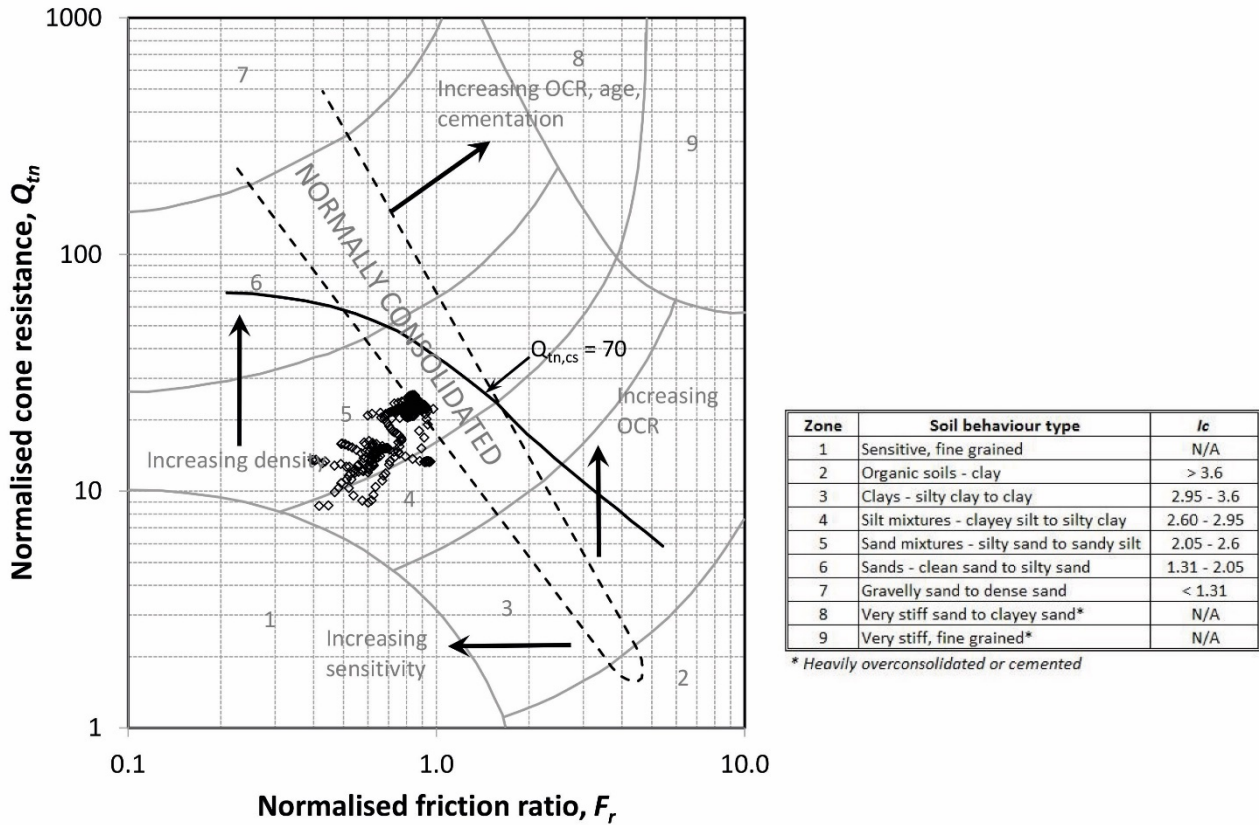 1000
100
10
1
0.1
1.0
10.0
Normalised cone resistance, Qtn
Normalised friction ratio, Fr
7
8
Increasing OCR, age,
cementation
9
NORMALLY CONSOLIDATED
6
Qtn,cs = 70
5
Increasing
OCR
Increasing density
4
1
3
Increasing
sensitivity
2
Zone Soil behaviour type Ic
1 Sensitive, fine grained N/A
2 Organic soils - clay > 3.6
3 Clays - silty clay to clay 2.95 - 3.6
4 Silt mixtures - clayey silt to silty clay 2.60 - 2.95
5 Sand mixtures - silty sand to sandy silt 2.05 - 2.6
6 Sands - clean sand to silty sand 1.31 - 2.05
7 Gravelly sand to dense sand < 1.31
8 Very stiff sand to clayey sand* N/A
9 Very stiff, fine grained* N/A
* Heavily overconsolidated or cemented